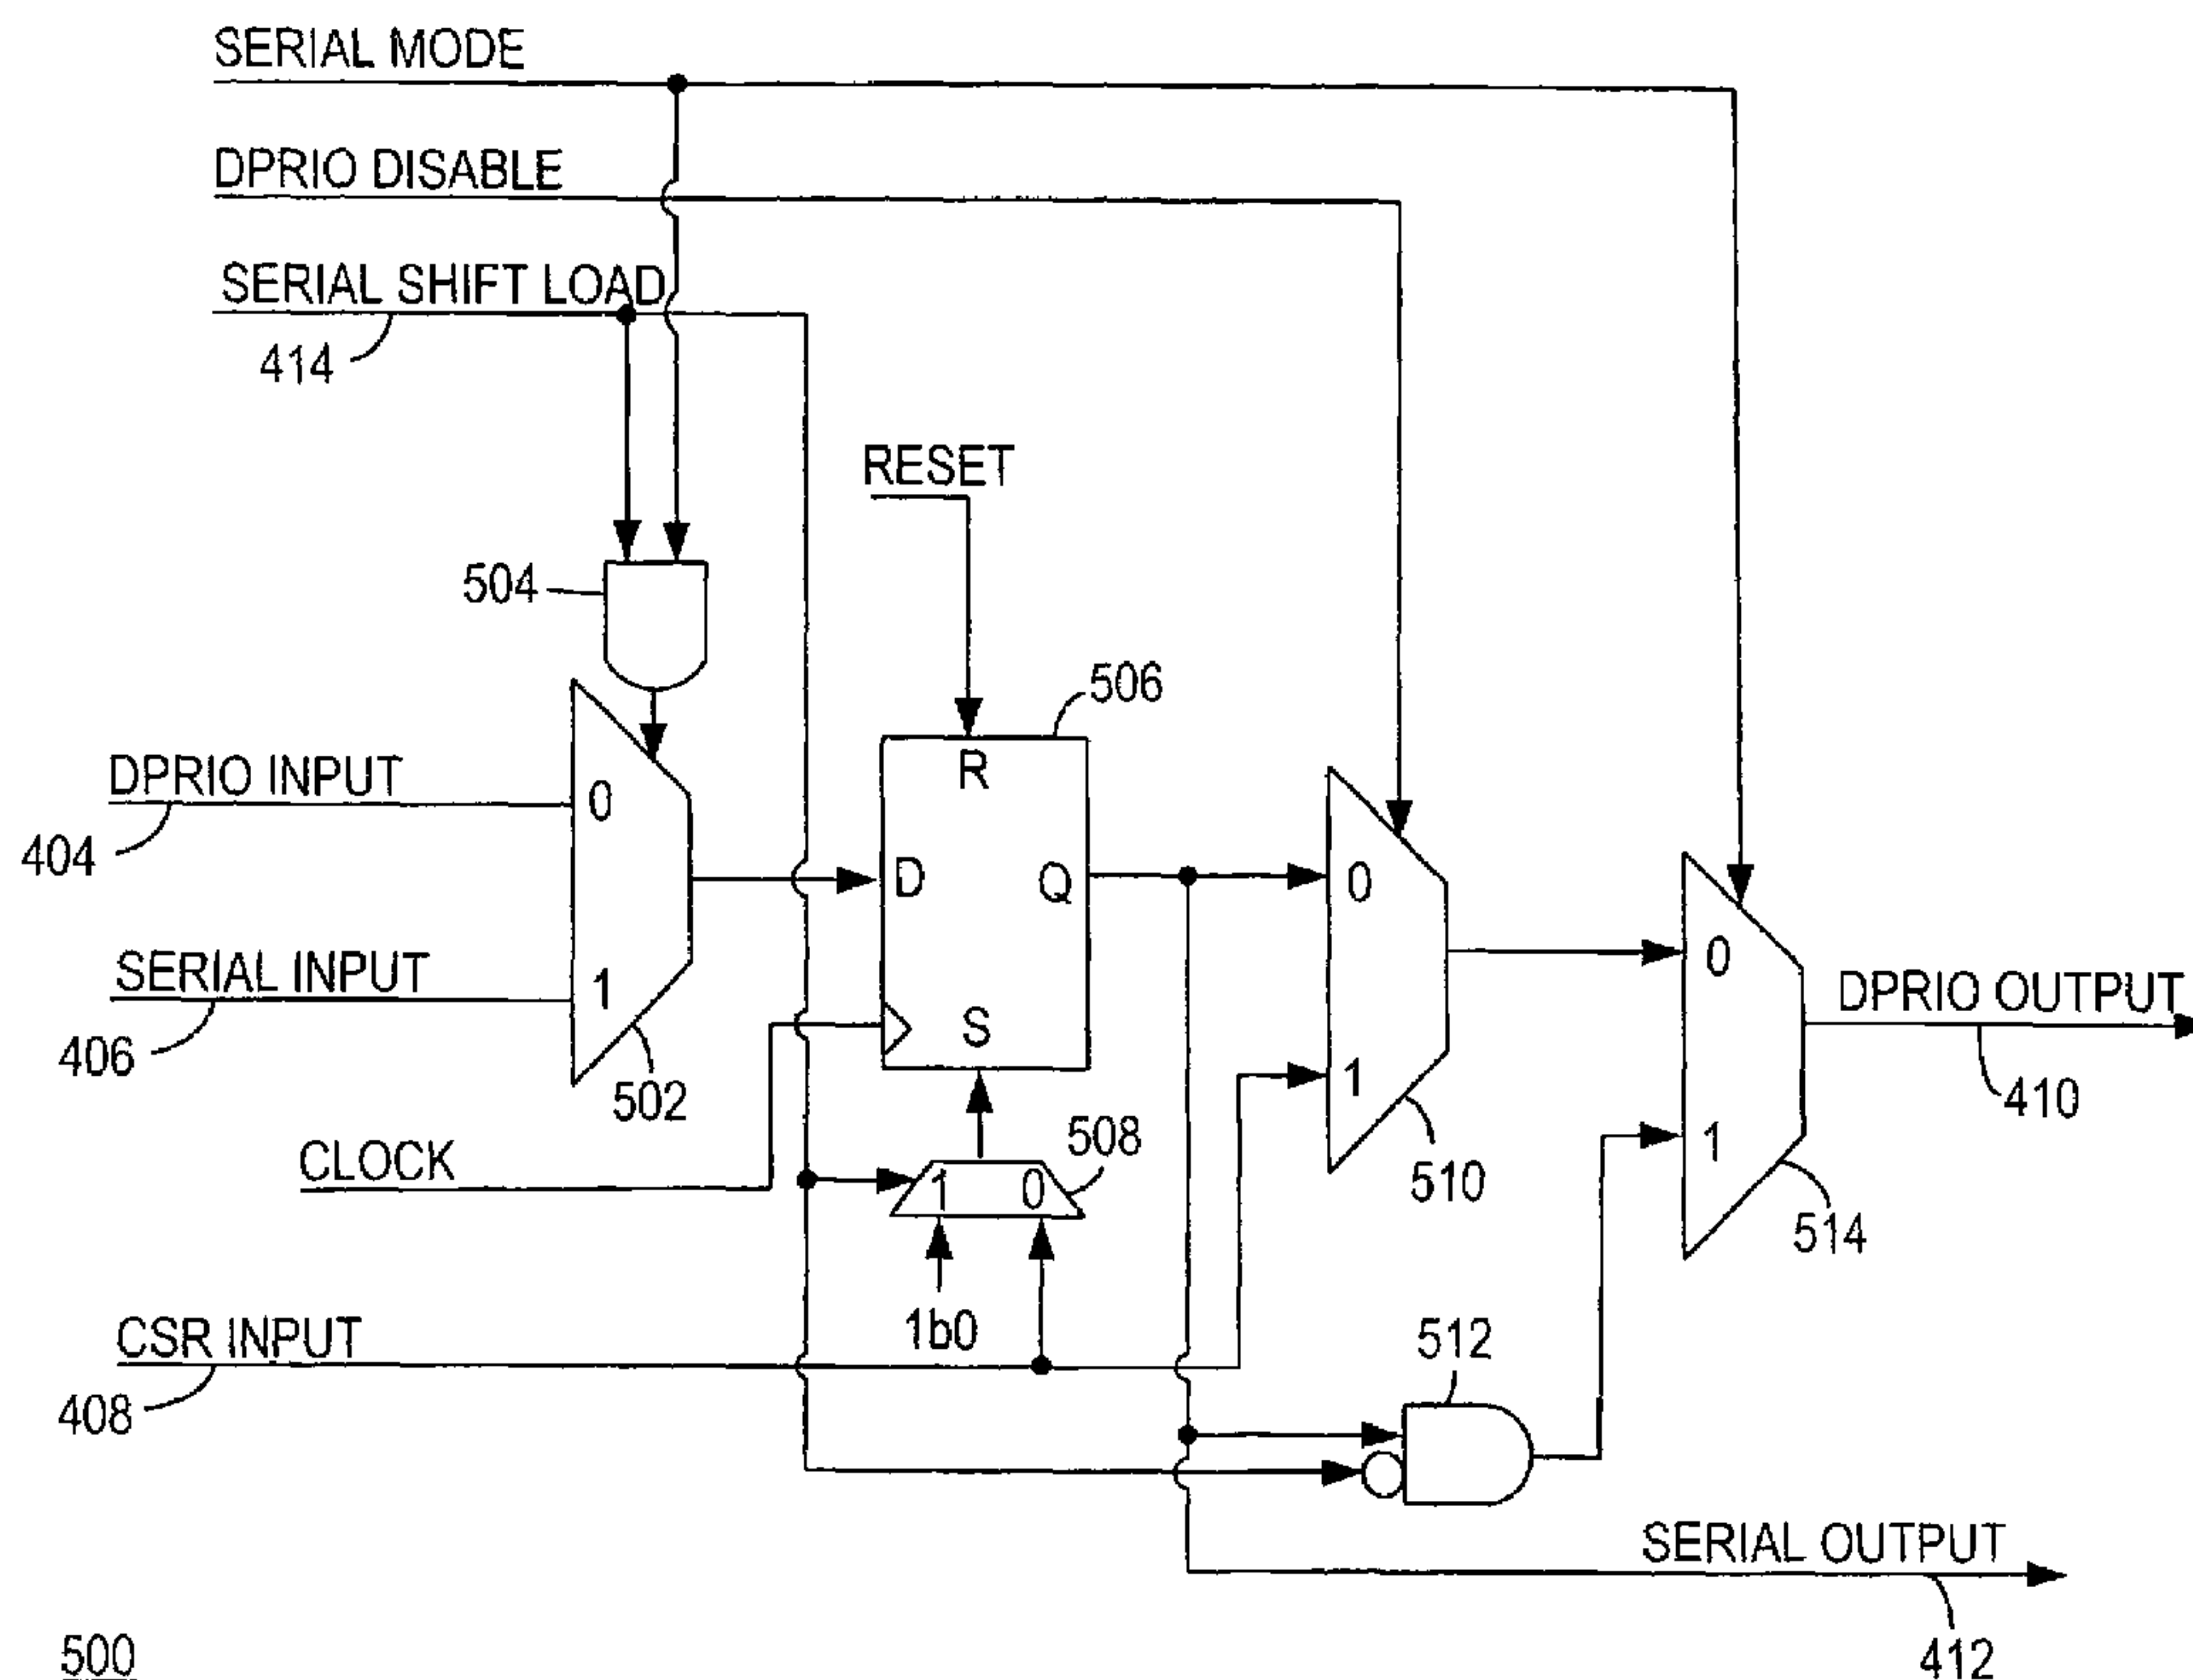 SERIAL MODE
DPRIO DISABLE
SERIAL SHIFT LOAD
414
RESET
504
506
R
DPRIO INPUT
0
404
D
Q
0
SERIAL INPUT
1
0
DPRIO OUTPUT
406
S
1
410
502
508
CLOCK
1
0
510
1
514
1b0
CSR INPUT
512
408
SERIAL OUTPUT
412
500